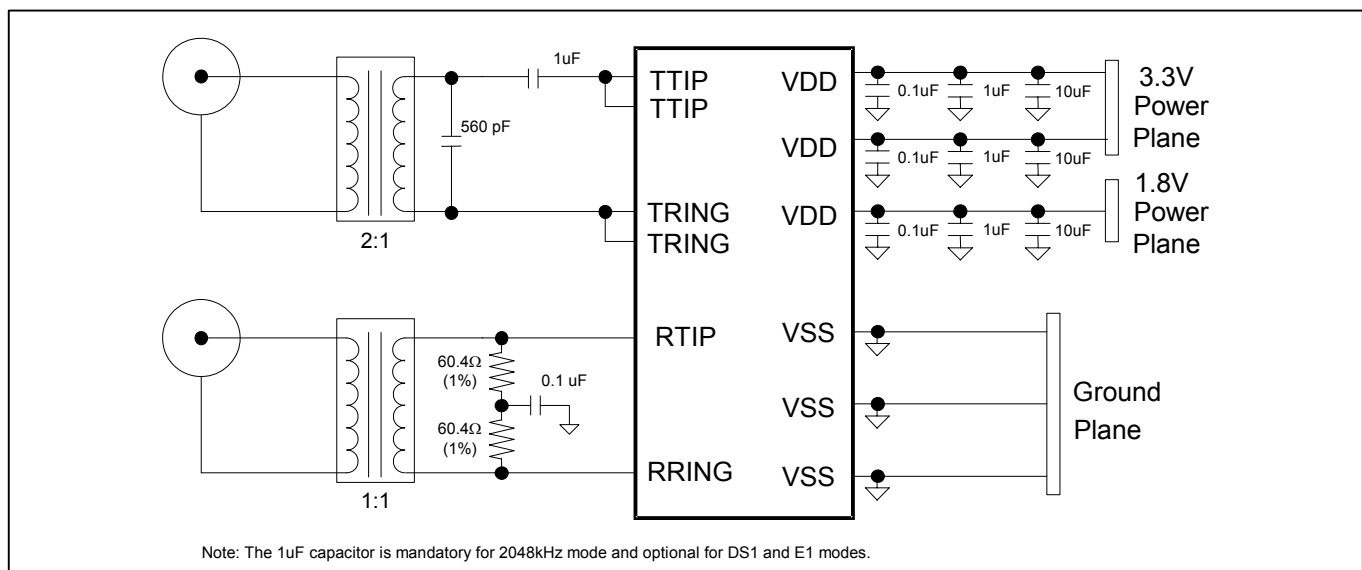 1uF
TTIP
TTIP
560 pF
TRING
TRING
2:1
VDD
0.1uF
1uF
10uF
VDD
0.1uF
1uF
10uF
3.3V
Power
Plane
VDD
0.1uF
1uF
10uF
1.8V
Power
Plane
RTIP
60.4Ω
(1%)
0.1 uF
60.4Ω
(1%)
RRING
1:1
VSS
VSS
VSS
Ground
Plane
Note: The 1uF capacitor is mandatory for 2048kHz mode and optional for DS1 and E1 modes.